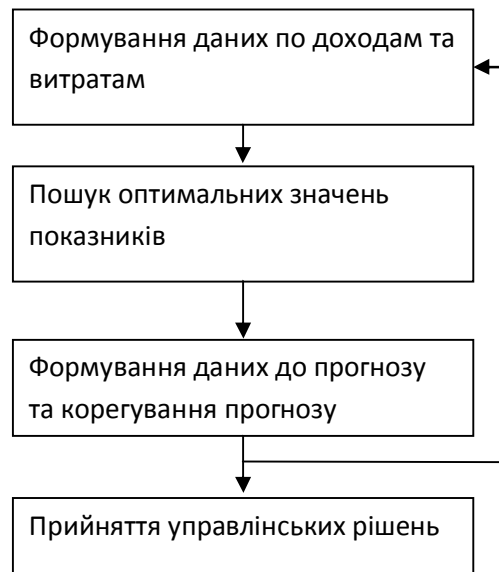 Формування даних по доходам та
витратам
Пошук оптимальних значень
показників
Формування даних до прогнозу
та корегування прогнозу
Прийняття управлінських рішень